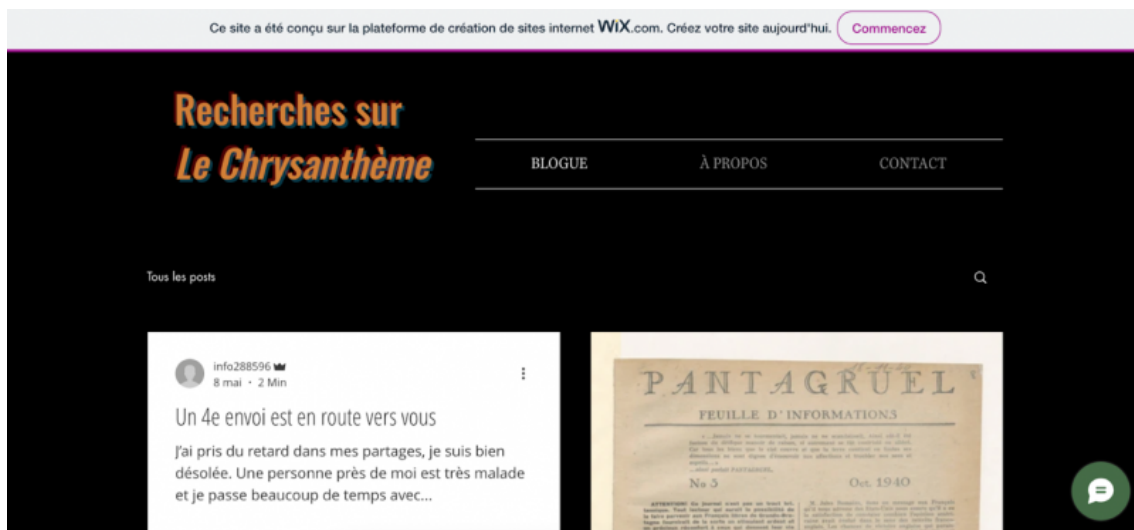 Ce site a été conçu sur la plateforme de création de sites internet WiX.com. Créez votre site aujourd'hui. Commencez
Recherches sur
Le Chrysanthème
BLOGUE À PROPOS CONTACT
Tous les posts
info288596
8 mai · 2 Min
Un 4e envoi est en route vers vous
J'ai pris du retard dans mes partages, je suis bien
désolée. Une personne près de moi est très malade
et je passe beaucoup de temps avec...
PANTAGRUEL
FEUILLE D'INFORMATIONS
No 3 Oct. 1940